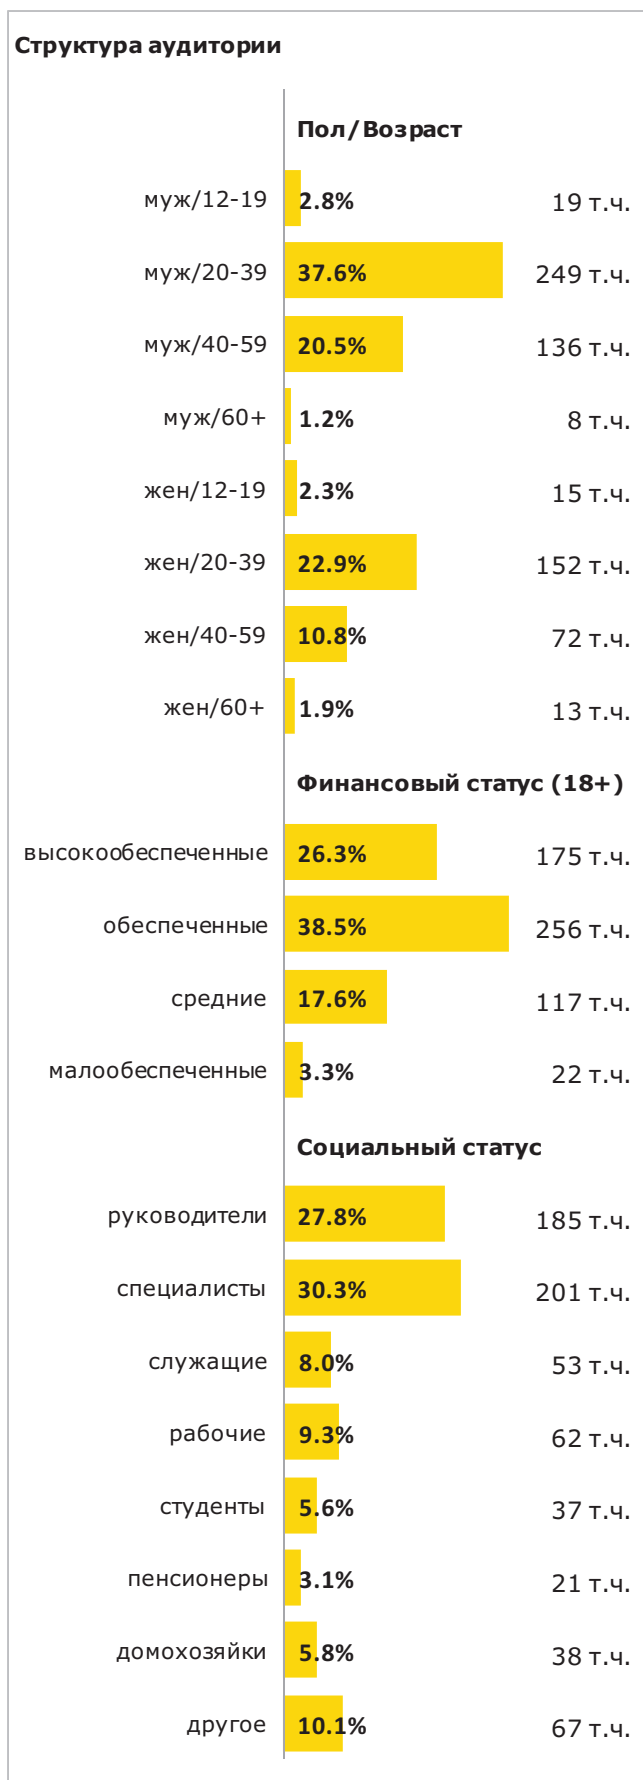 Структура аудитории
Пол/Возраст
муж/12-19 2.8% 19 т.ч.
муж/20-39 37.6% 249 т.ч.
муж/40-59 20.5% 136 т.ч.
муж/60+ 1.2% 8 т.ч.
жен/12-19 2.3% 15 т.ч.
жен/20-39 22.9% 152 т.ч.
жен/40-59 10.8% 72 т.ч.
жен/60+ 1.9% 13 т.ч.
Финансовый статус (18+)
высокообеспеченные 26.3% 175 т.ч.
обеспеченные 38.5% 256 т.ч.
средние 17.6% 117 т.ч.
малообеспеченные 3.3% 22 т.ч.
Социальный статус
руководители 27.8% 185 т.ч.
специалисты 30.3% 201 т.ч.
служащие 8.0% 53 т.ч.
рабочие 9.3% 62 т.ч.
студенты 5.6% 37 т.ч.
пенсионеры 3.1% 21 т.ч.
домохозяйки 5.8% 38 т.ч.
другое 10.1% 67 т.ч.